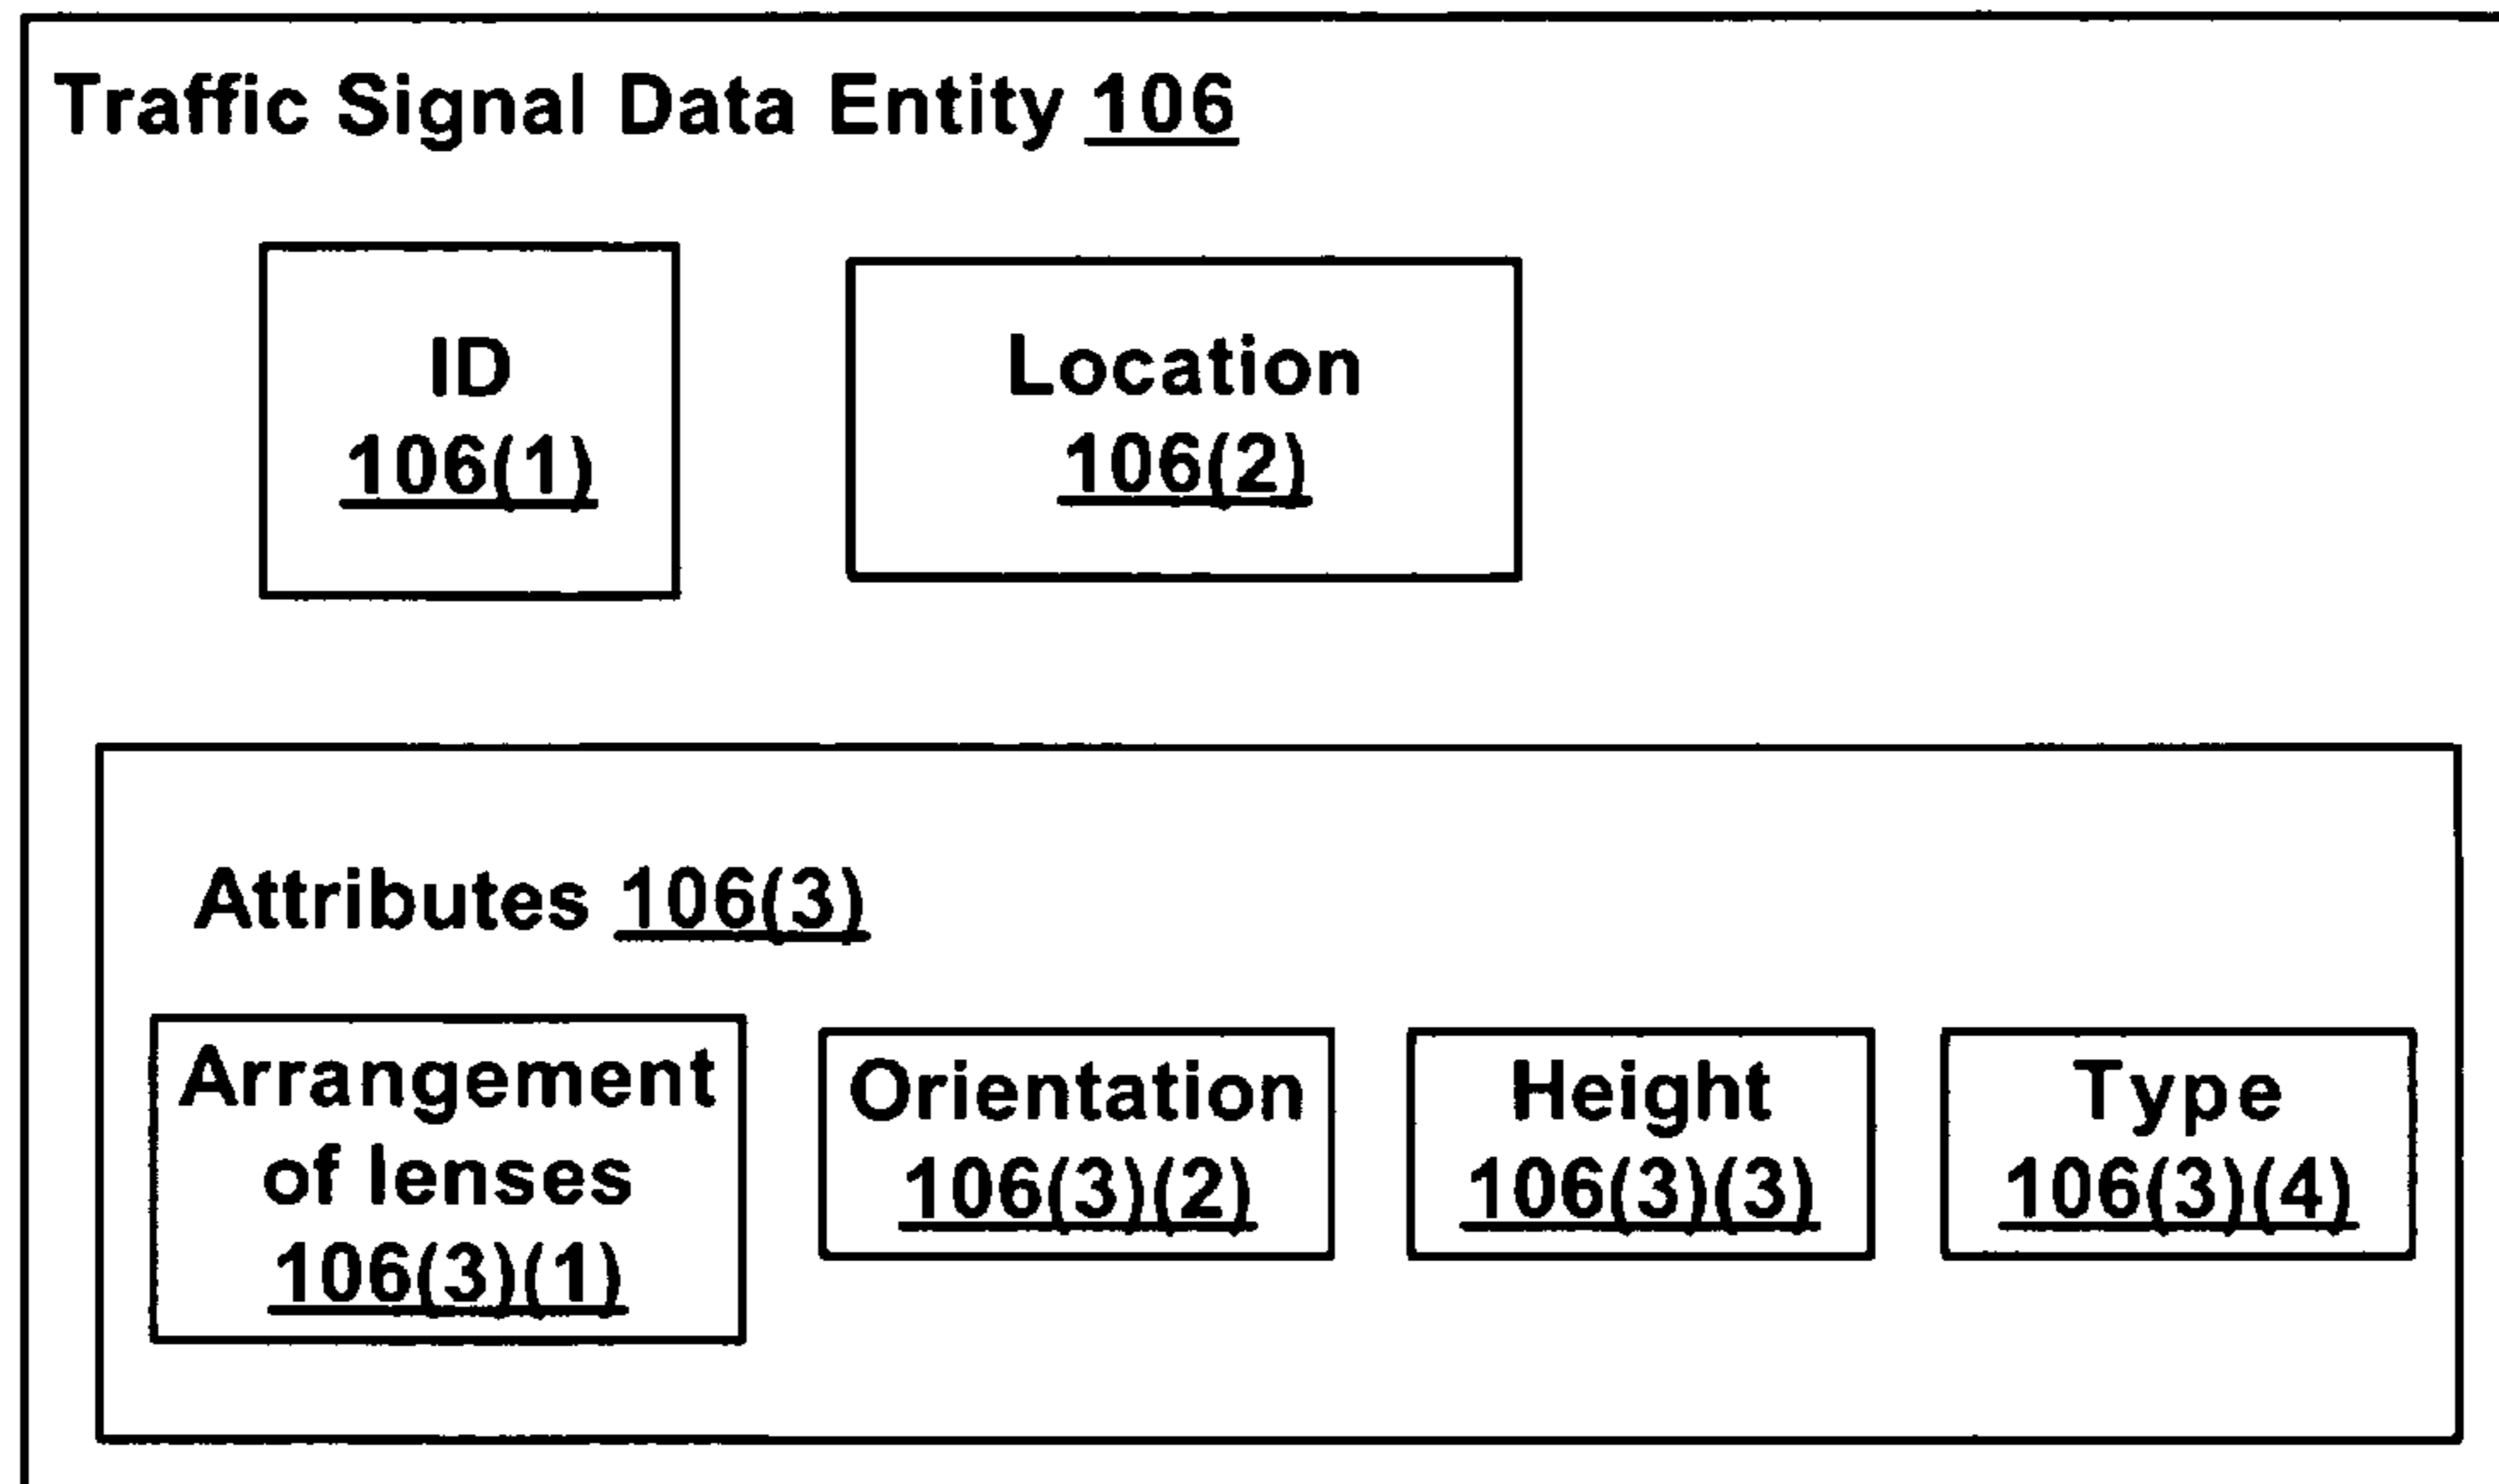 Traffic Signal Data Entity 106
ID
106(1)
Location
106(2)
Attributes 106(3)
Arrangement
of lenses
106(3)(1)
Orientation
106(3)(2)
Height
106(3)(3)
Type
106(3)(4)